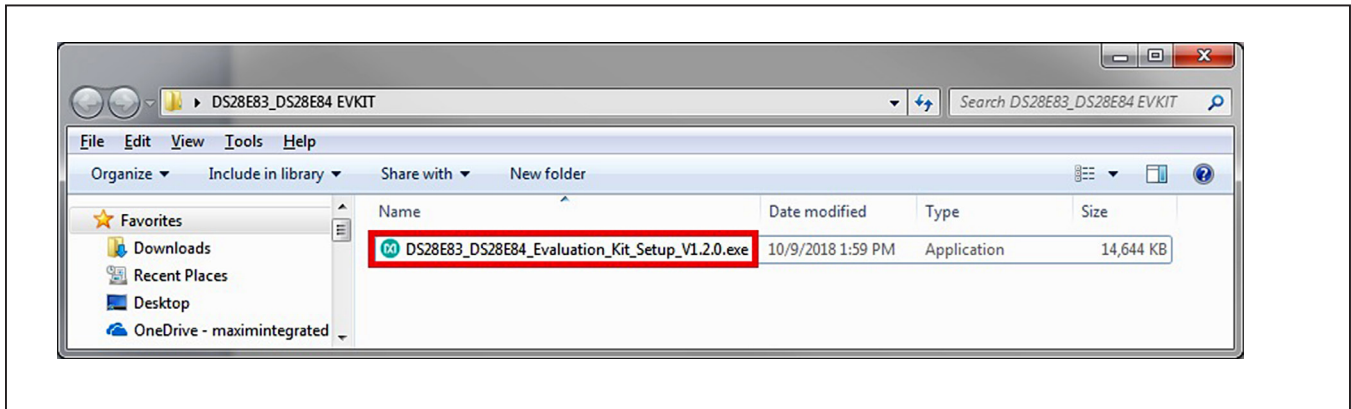 DS28E83_DS28E84 EVKIT
Search DS28E83_DS28E84 EVKIT
File Edit View Tools Help
Organize Include in library Share with New folder
Favorites
Downloads
Recent Places
Desktop
OneDrive - maximintegrated
Name Date modified Type Size
DS28E83_DS28E84_Evaluation_Kit_Setup_V1.2.0.exe 10/9/2018 1:59 PM Application 14,644 KB